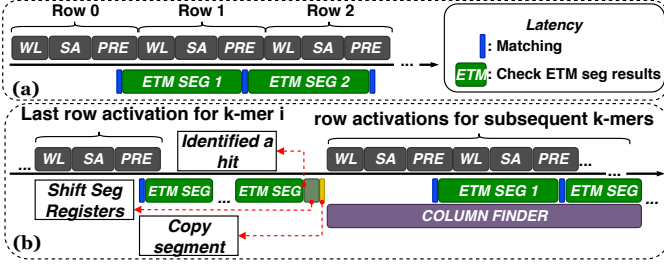 Row 0 Row 1 Row 2
WL SA PRE WL SA PRE WL SA PRE
...
ETM SEG 1 ETM SEG 2
(a)
Latency
: Matching
ETM : Check ETM seg results
Last row activation for k-mer i
Identified a
hit
row activations for subsequent k-mers
... WL SA PRE
WL SA PRE WL SA PRE ...
...
Shift Seg
Registers
ETM SEG ... ETM SEG
ETM SEG 1 ETM SEG ...
Copy
segment
COLUMN FINDER
(b)